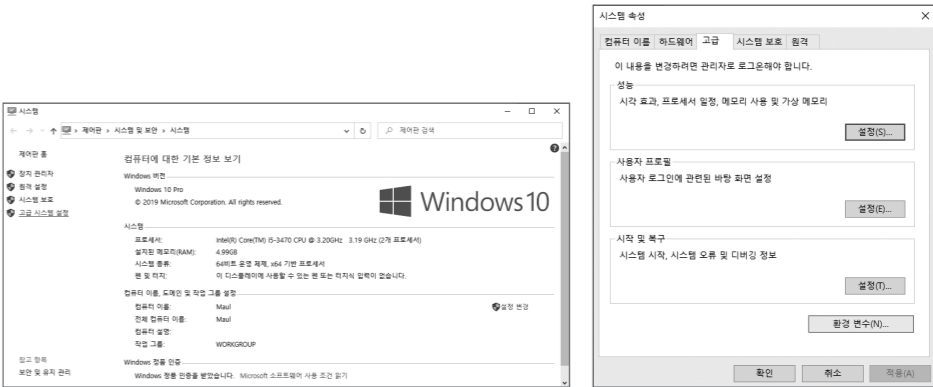 시스템
제어판 › 시스템 및 보안 › 시스템
제어판 검색
제어판 홈
장치 관리자
원격 설정
시스템 보호
고급 시스템 설정
참고 항목
보안 및 유지 관리
컴퓨터에 대한 기본 정보 보기
Windows 버전
Windows 10 Pro
© 2019 Microsoft Corporation. All rights reserved.
Windows 10
시스템
프로세서: Intel(R) Core(TM) i5-3470 CPU @ 3.20GHz 3.19 GHz (2개 프로세서)
설치된 메모리(RAM): 4.99GB
시스템 종류: 64비트 운영 체제, x64 기반 프로세서
펜 및 터치: 이 디스플레이에 사용할 수 있는 펜 또는 터치식 입력이 없습니다.
컴퓨터 이름, 도메인 및 작업 그룹 설정
컴퓨터 이름: Maul
설정 변경
전체 컴퓨터 이름: Maul
컴퓨터 설명:
작업 그룹: WORKGROUP
Windows 정품 인증
Windows 정품 인증을 받았습니다. Microsoft 소프트웨어 사용 조건 읽기
시스템 속성
컴퓨터 이름 하드웨어 고급 시스템 보호 원격
이 내용을 변경하려면 관리자로 로그온해야 합니다.
성능
시각 효과, 프로세서 일정, 메모리 사용 및 가상 메모리
설정(S)...
사용자 프로필
사용자 로그인에 관련된 바탕 화면 설정
설정(E)...
시작 및 복구
시스템 시작, 시스템 오류 및 디버깅 정보
설정(T)...
환경 변수(N)...
확인 취소 적용(A)